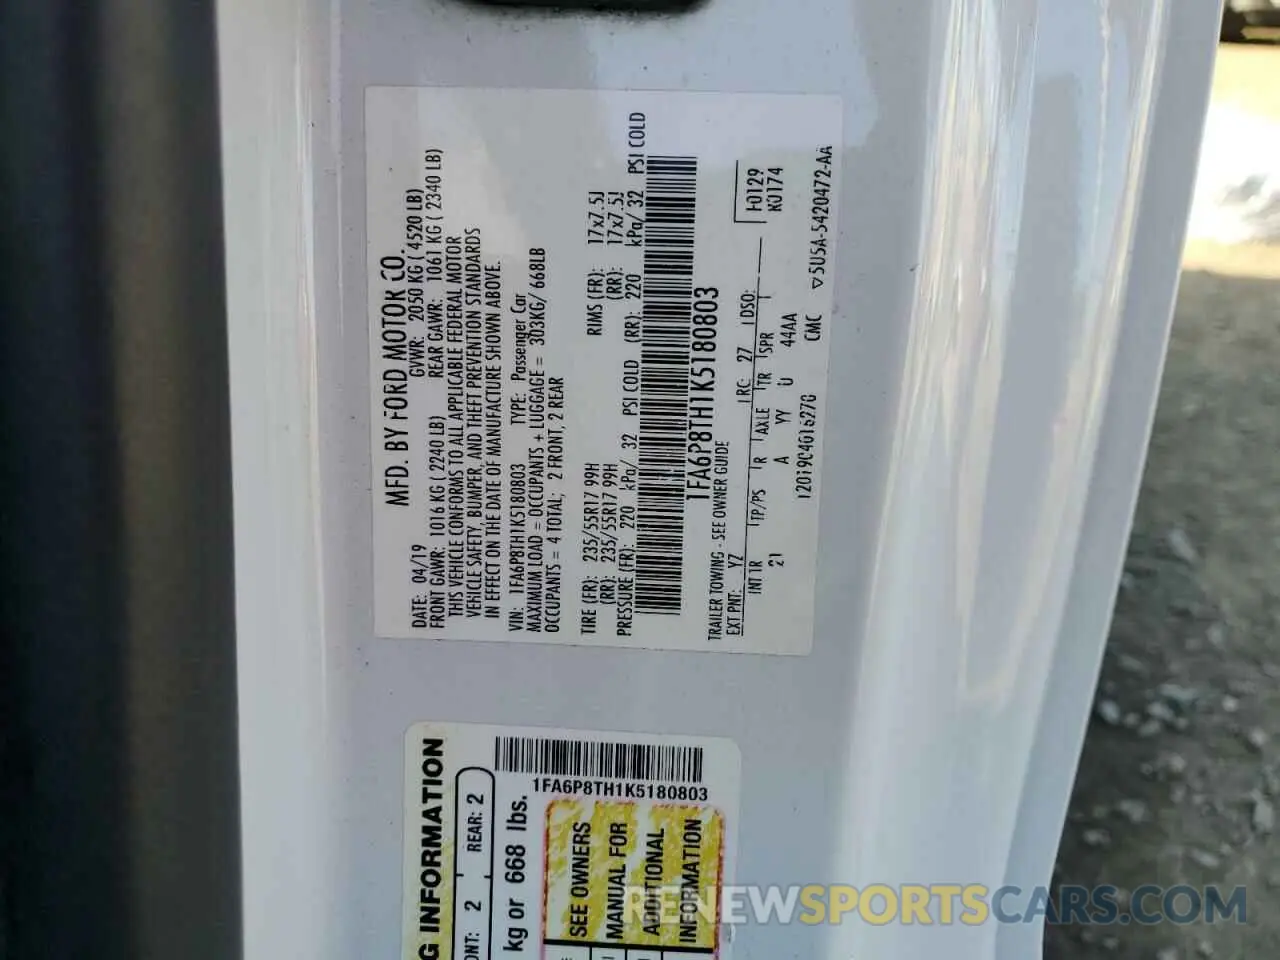 MFD. BY FORD MOTOR CO.
DATE: 04/19 GVWR: 2050 KG ( 4520 LB)
FRONT GAWR: 1016 KG ( 2240 LB) REAR GAWR: 1061 KG ( 2340 LB)
THIS VEHICLE CONFORMS TO ALL APPLICABLE FEDERAL MOTOR
VEHICLE SAFETY, BUMPER, AND THEFT PREVENTION STANDARDS
IN EFFECT ON THE DATE OF MANUFACTURE SHOWN ABOVE.
VIN: 1FA6P8TH1K5180803 TYPE: Passenger Car
MAXIMUM LOAD = OCCUPANTS + LUGGAGE = 303KG/ 668LB
OCCUPANTS = 4 TOTAL; 2 FRONT, 2 REAR
TIRE (FR): 235/55R17 99H RIMS (FR): 17x7.5J
(RR): 235/55R17 99H (RR): 17x7.5J
PRESSURE (FR): 220 kPa/ 32 PSI COLD (RR): 220 kPa/ 32 PSI COLD
1FA6P8TH1K5180803
TRAILER TOWING - SEE OWNER GUIDE
EXT PNT: YZ RC: 27 DSO: F0129
INT TR TP/PS R AXLE TR SPR K0174
21 A YY U 44AA
CMC
▽5U5A-5420472-AA
1FA6P8TH1K5180803
INFORMATION
2 REAR: 2
kg or 668 lbs.
SEE OWNERS
MANUAL FOR
ADDITIONAL
INFORMATION
RENEWSPORTSCARS.COM